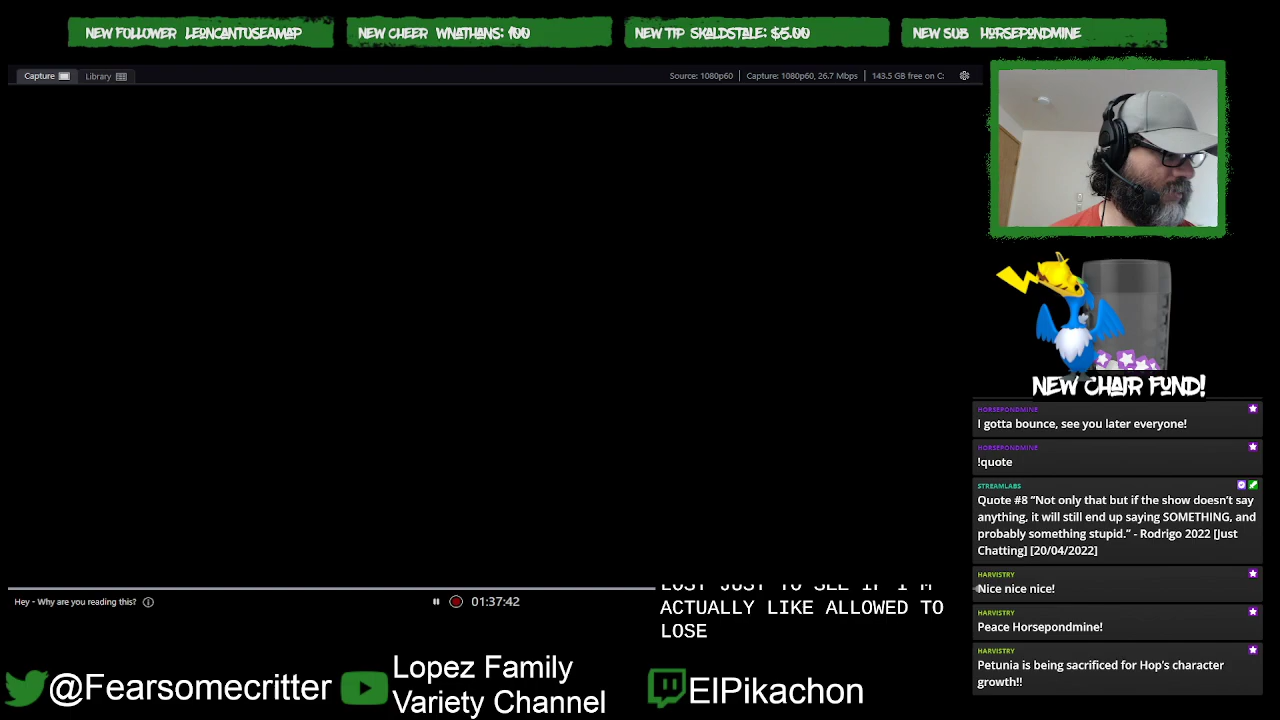 NEW FOLLOWER LEONCANTUSEAMAP
NEW CHEER WNATHANS: 100
NEW TIP SKALDSTALE: $5.00
NEW SUB HORSEPONDMINE
Capture
Library
Source: 1080p60
Capture: 1080p60, 26.7 Mbps
143.5 GB free on C:
NEW CHAIR FUND!
HORSEPONDMINE
I gotta bounce, see you later everyone!
HORSEPONDMINE
!quote
STREAMLABS
Quote #8 “Not only that but if the show doesn’t say
anything, it will still end up saying SOMETHING, and
probably something stupid.” - Rodrigo 2022 [Just
Chatting] [20/04/2022]
HARVISTRY
Nice nice nice!
HARVISTRY
Peace Horsepondmine!
HARVISTRY
Petunia is being sacrificed for Hop's character
growth!!
Hey - Why are you reading this?
01:37:42
LOST JUST TO SEE IF I'M
ACTUALLY LIKE ALLOWED TO
LOSE
@Fearsomecritter
Lopez Family
Variety Channel
ElPikachon